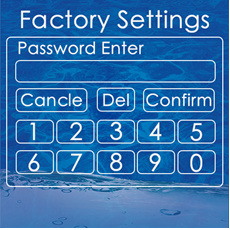 Factory Settings
Password Enter
Cancle Del Confirm
1 2 3 4 5
6 7 8 9 0